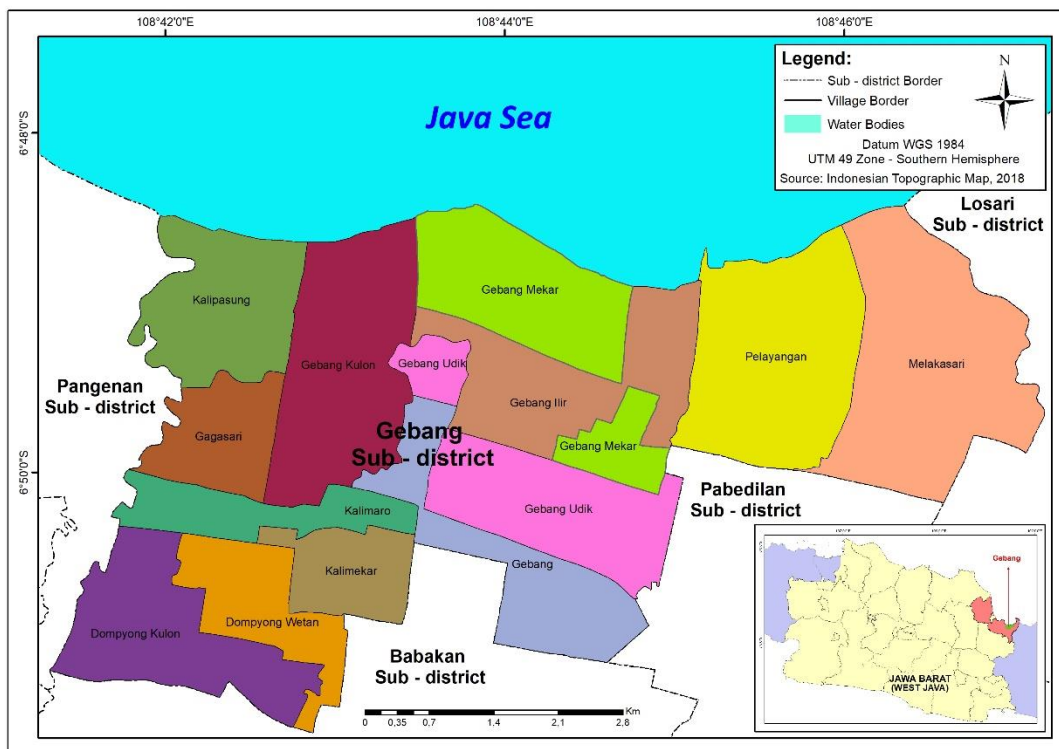 108°42'0"E
108°44'0"E
108°46'0"E
6°48'0"S
6°50'0"S
Legend:
Sub - district Border
Village Border
Water Bodies
Datum WGS 1984
UTM 49 Zone - Southern Hemisphere
Source: Indonesian Topographic Map, 2018
N
Java Sea
Losari
Sub - district
Kalipasung
Gebang Mekar
Gebang Kulon
Gebang Udik
Pelayangan
Melakasari
Pangenan
Sub - district
Gebang Ilir
Gagasari
Gebang
Sub - district
Gebang Mekar
Kalimaro
Gebang Udik
Pabedilan
Sub - district
Gebang
Kalimekar
Dompyong Wetan
Dompyong Kulon
Babakan
Sub - district
Km
0 0,35 0,7 1.4 2,1 2,8
Gebang
JAWA BARAT
(WEST JAVA)